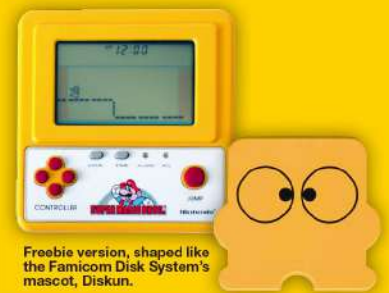 12:00
CONTROLLER
SUPER MARIO BROS.
JUMP
Nintendo
Freebie version, shaped like
the Famicom Disk System's
mascot, Diskun.